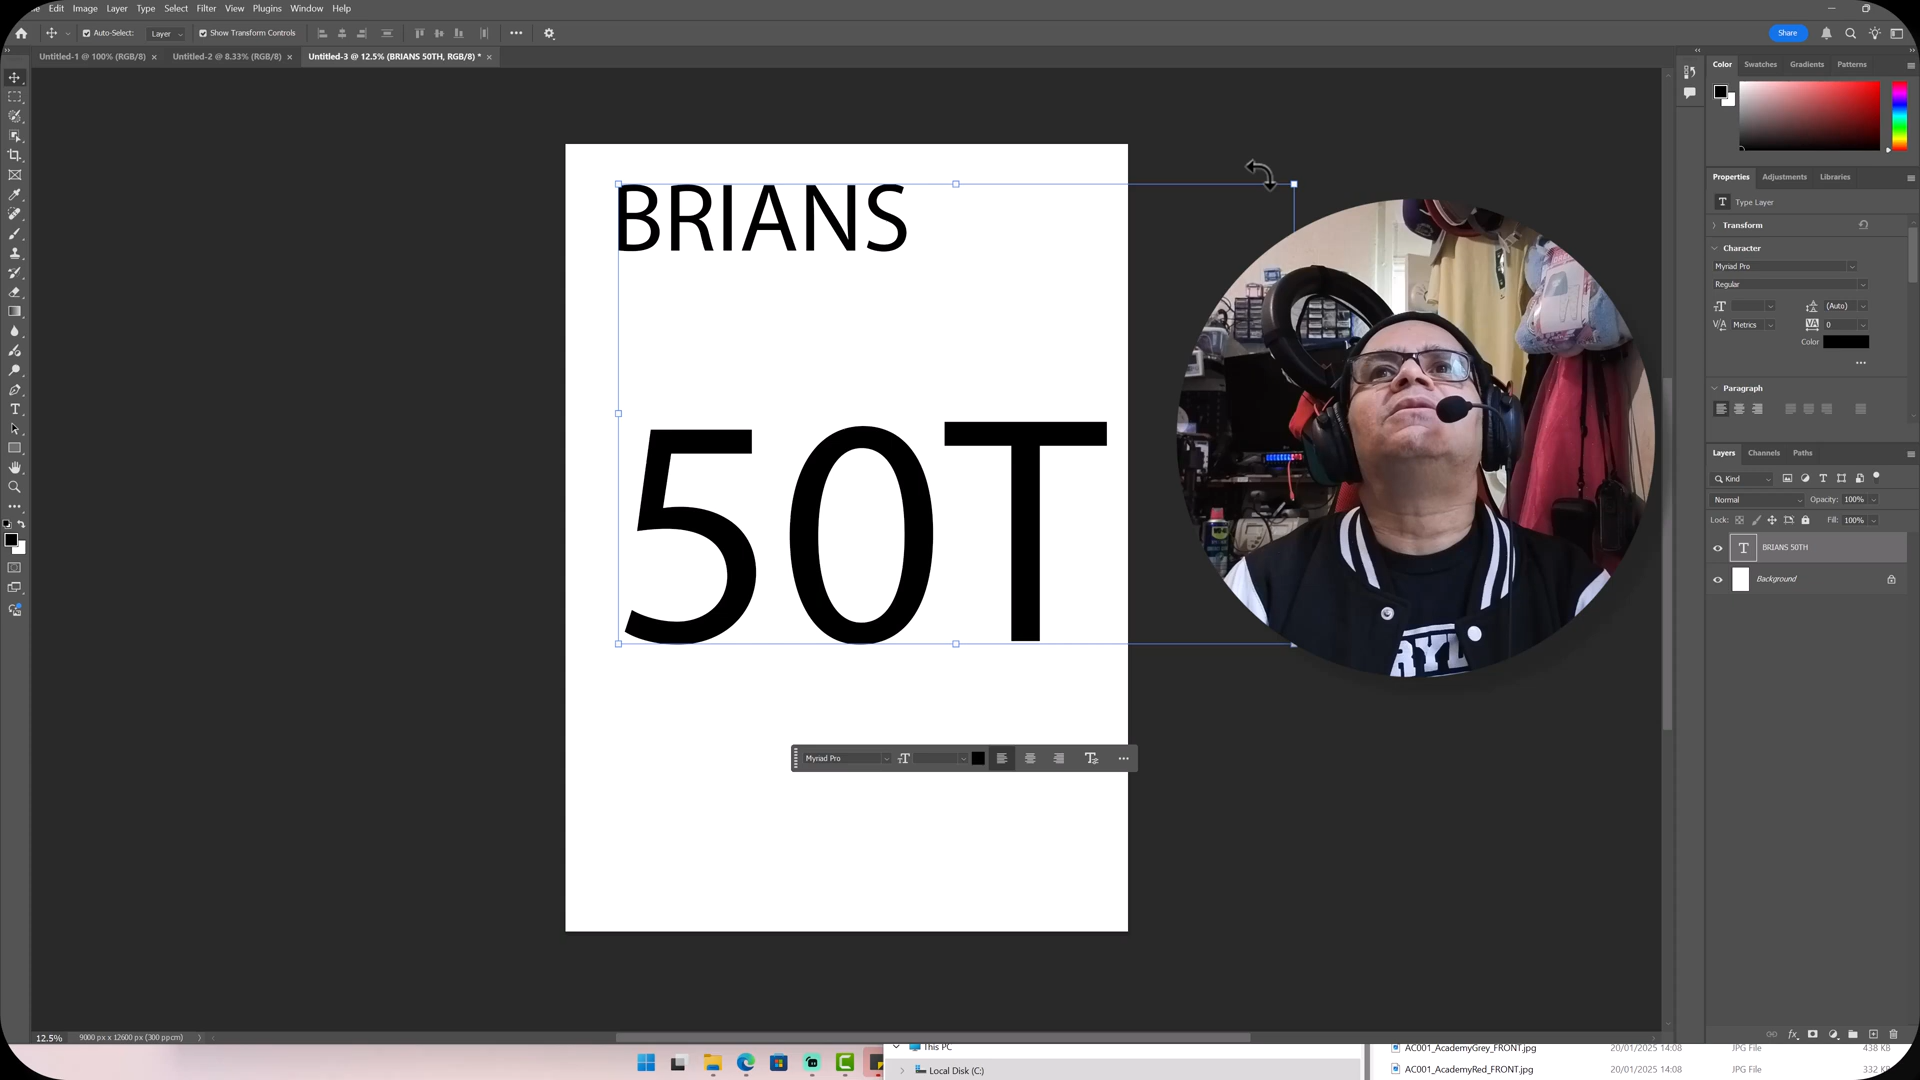 Edit Image Layer Type Select Filter View Plugins Window Help
Auto-Select: Layer Show Transform Controls Share
Untitled-1 @ 100% (RGB/8) × Untitled-2 @ 8.33% (RGB/8) × Untitled-3 @ 12.5% (BRIANS 50TH, RGB/8) * ×
Color Swatches Gradients Patterns
Properties Adjustments Libraries
T Type Layer
Transform
Character
Myriad Pro
Regular
(Auto)
Metrics 0
Color
Paragraph
Layers Channels Paths
Kind
Normal Opacity: 100%
Lock: Fill: 100%
T BRIANS 50TH
Background
BRIANS
50T
RYL
Myriad Pro
12.5% 9000 px x 12600 px (300 ppcm)
This PC
Local Disk (C:)
AC001_AcademyGrey_FRONT.jpg 20/01/2025 14:08 JPG File 438 KB
AC001_AcademyRed_FRONT.jpg 20/01/2025 14:08 JPG File 332 KB